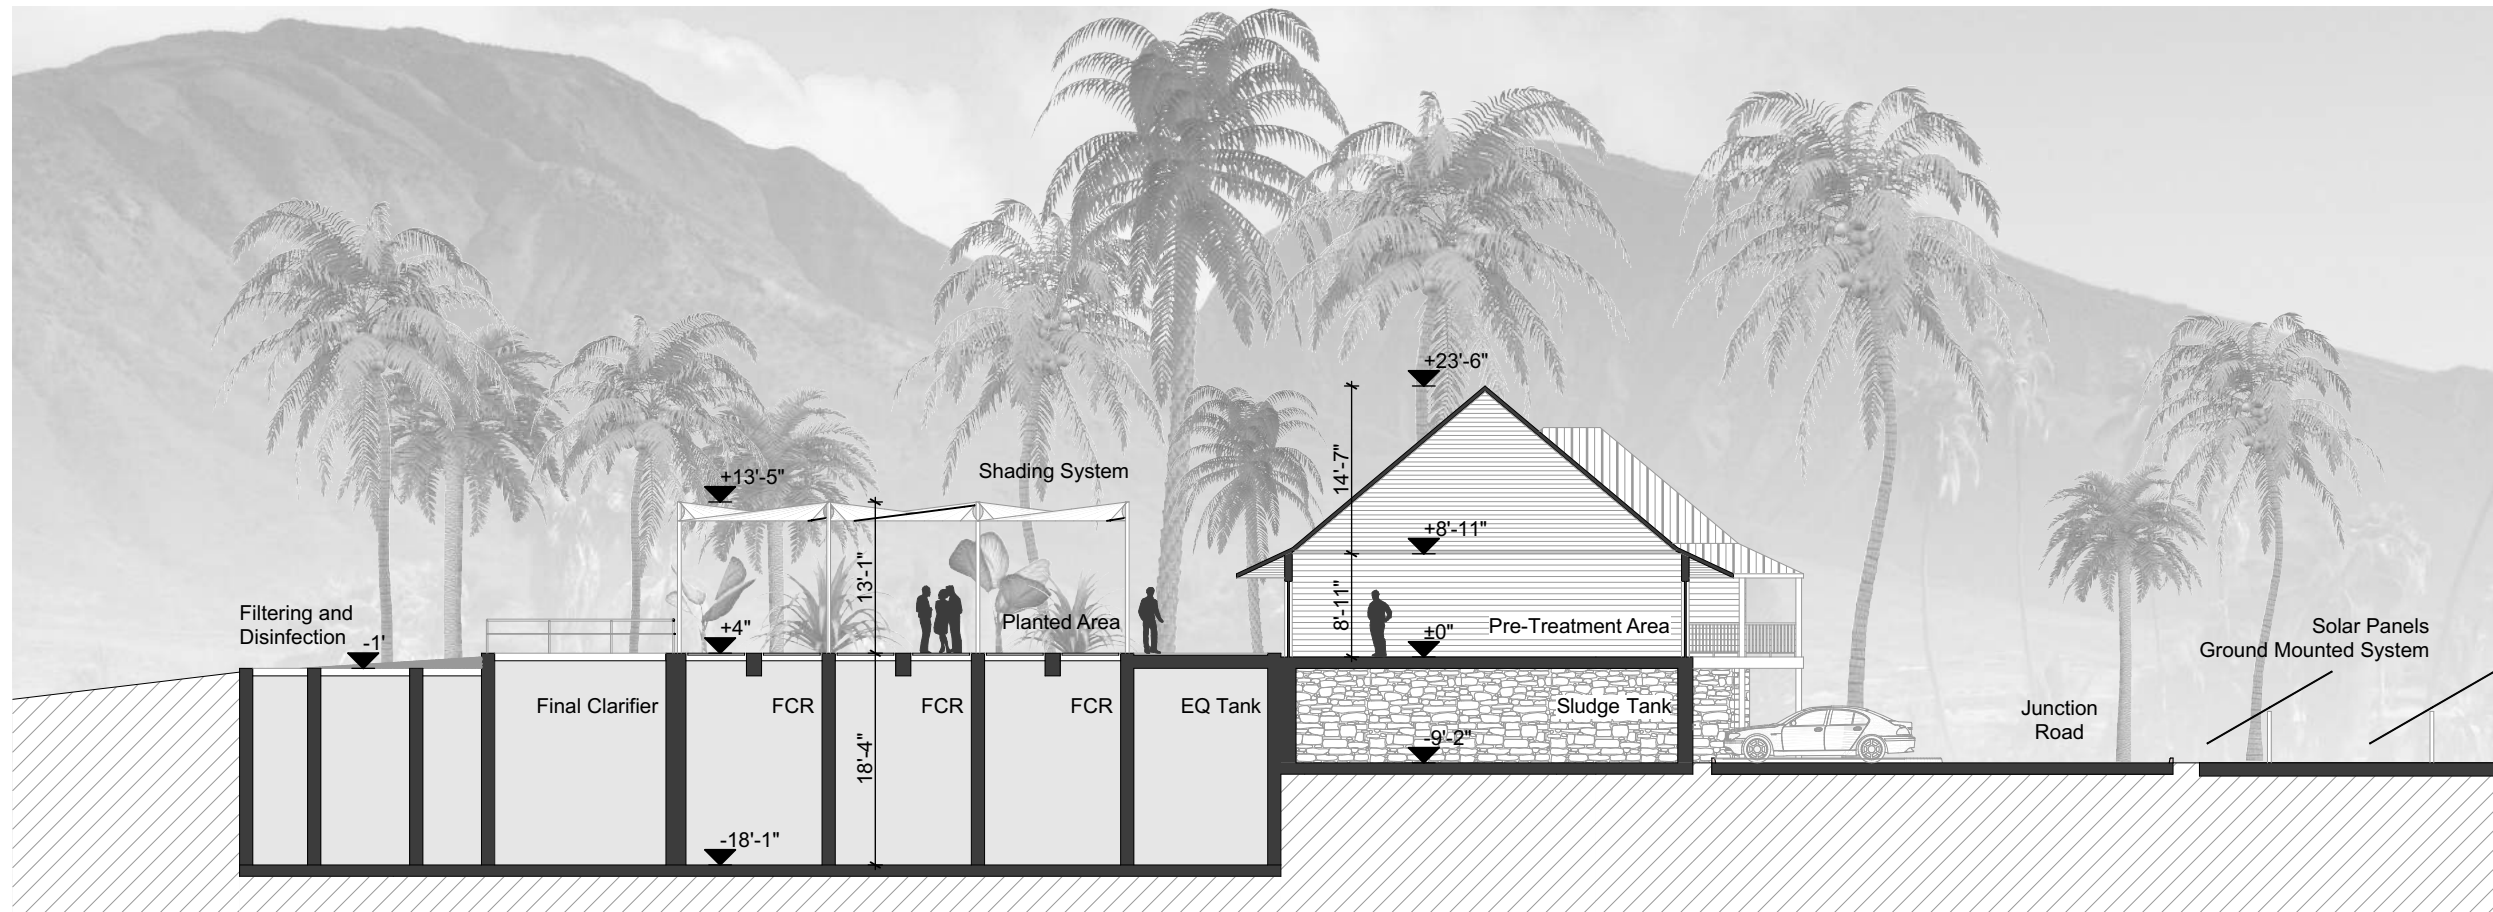 +23'-6"
14'-7"
Shading System
+13'-5"
+8'-11"
13'-1"
8'-11"
Filtering and
Disinfection
-1'
+4"
Planted Area
±0"
Pre-Treatment Area
Solar Panels
Ground Mounted System
Final Clarifier
FCR
FCR
FCR
EQ Tank
Sludge Tank
Junction
Road
18'-4"
-9'-2"
-18'-1"